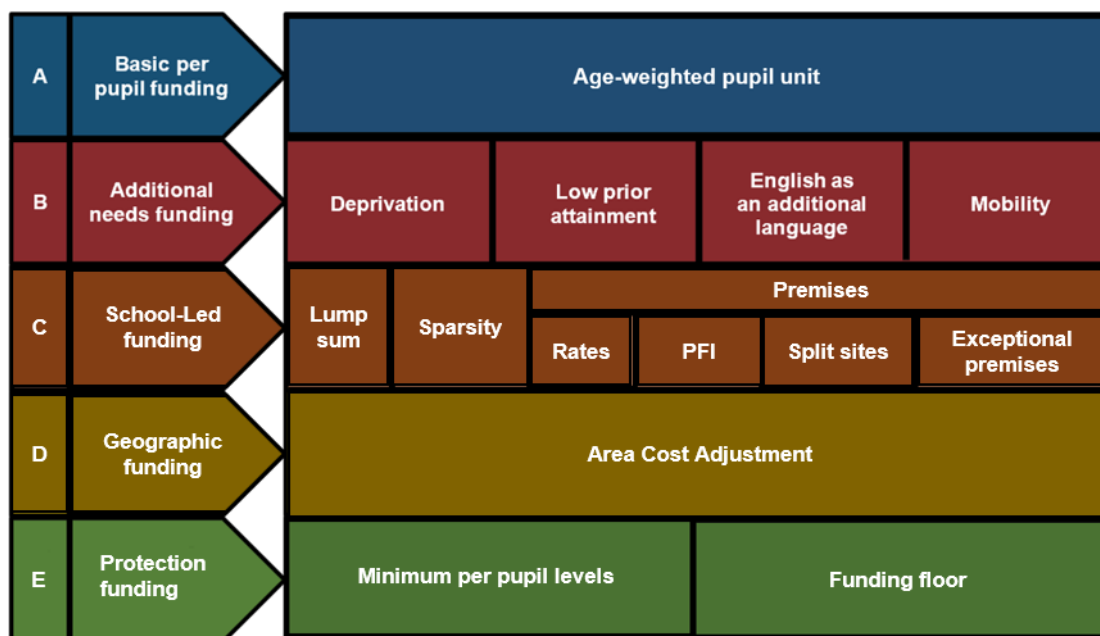 A
Basic per
pupil funding
Age-weighted pupil unit
B
Additional
needs funding
Deprivation
Low prior
attainment
English as
an additional
language
Mobility
C
School-Led
funding
Lump
sum
Sparsity
Premises
Rates
PFI
Split sites
Exceptional
premises
D
Geographic
funding
Area Cost Adjustment
E
Protection
funding
Minimum per pupil levels
Funding floor